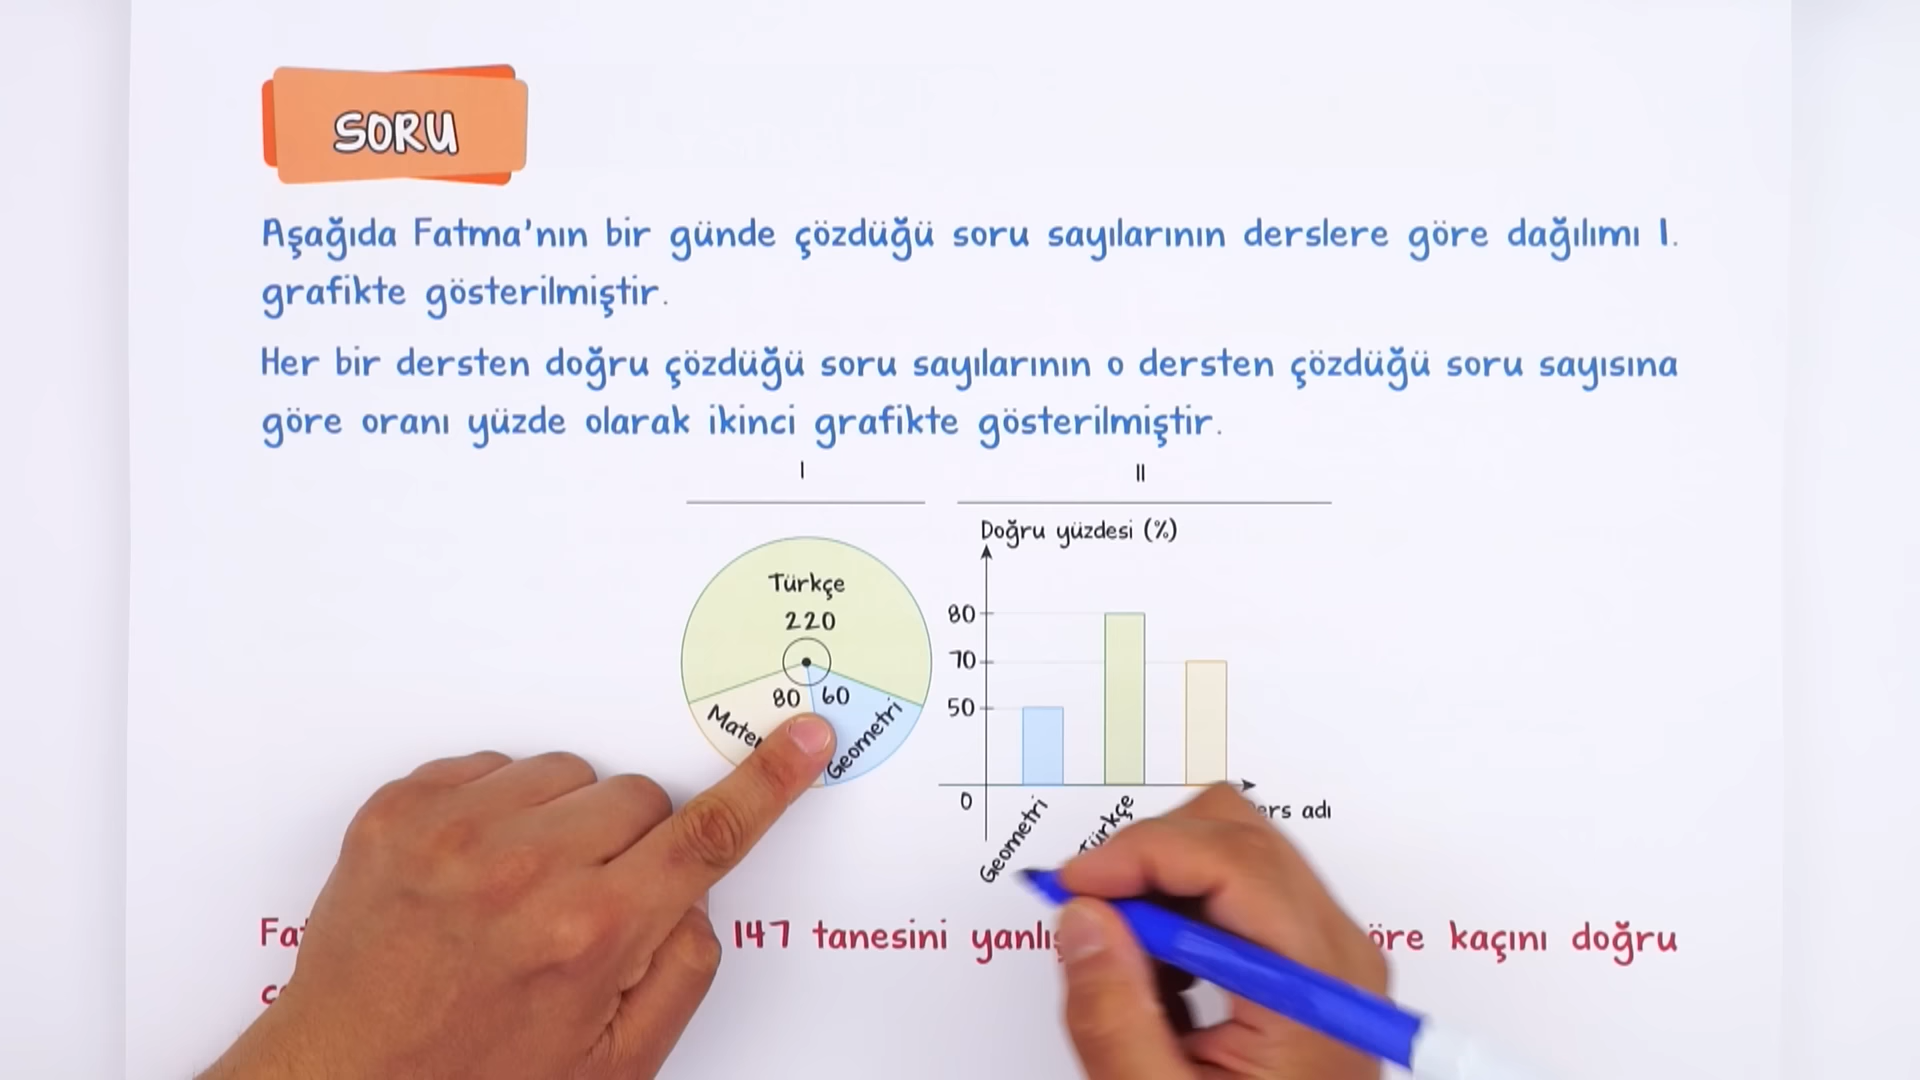 SORU
Aşağıda Fatma'nın bir günde çözdüğü soru sayılarının derslere göre dağılımı I.
grafikte gösterilmiştir.
Her bir dersten doğru çözdüğü soru sayılarının o dersten çözdüğü soru sayısına
göre oranı yüzde olarak ikinci grafikte gösterilmiştir.
I
II
Türkçe
220
80 60
Geometri
Doğru yüzdesi (%)
80
70
50
0
Geometri
Türkçe
adı
147 tanesini kaçını doğru